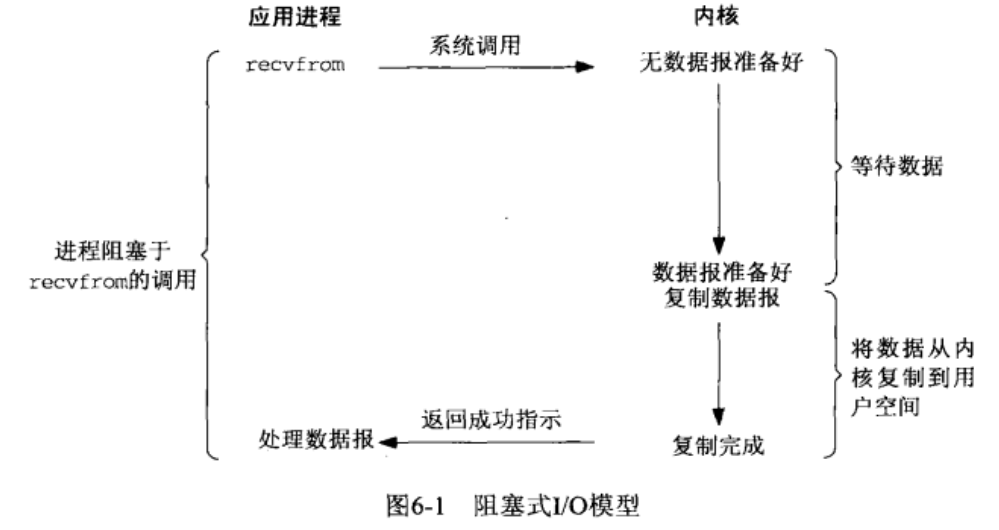 应用进程
内核
系统调用
recvfrom
无数据报准备好
等待数据
进程阻塞于
recvfrom的调用
数据报准备好
复制数据报
将数据从内
核复制到用
户空间
返回成功指示
处理数据报
复制完成
图6-1 阻塞式I/O模型